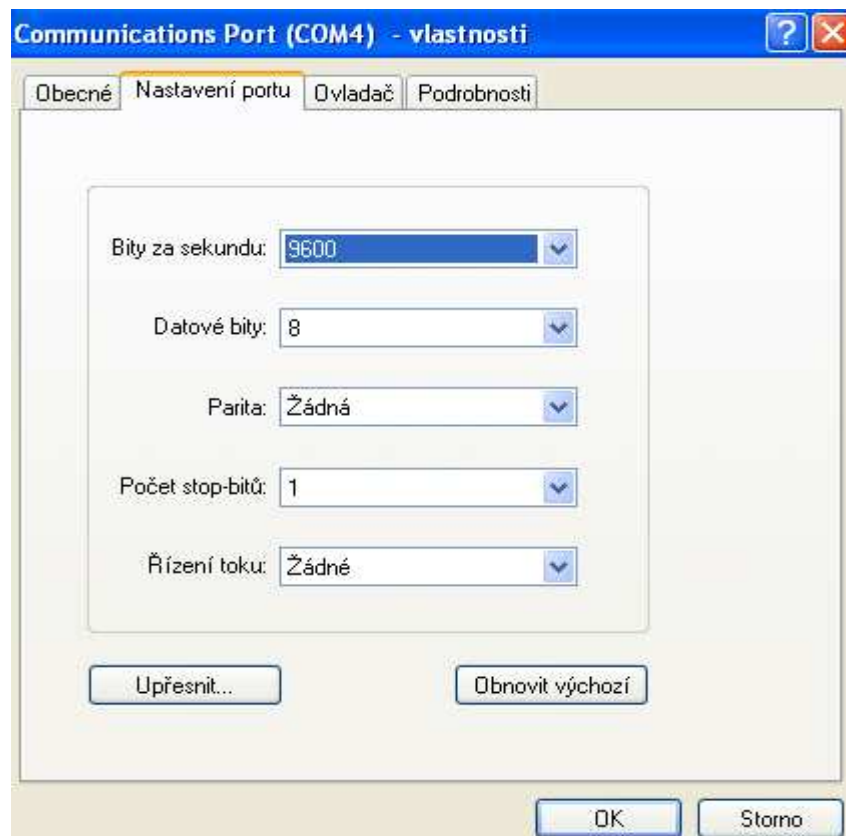 Communications Port (COM4) - vlastnosti
Obecné Nastavení portu Ovladač Podrobnosti
Bity za sekundu: 9600
Datové bity: 8
Parita: Žádná
Počet stop-bitů: 1
Řízení toku: Žádné
Upřesnit... Obnovit výchozí
OK Storno